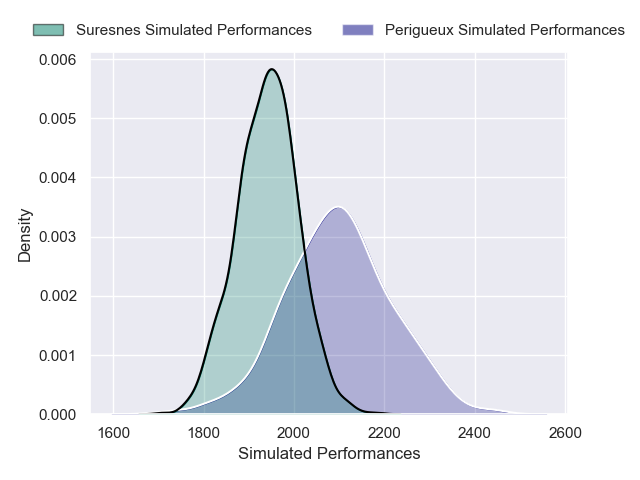 Suresnes Simulated Performances
Perigueux Simulated Performances
0.006
0.005
0.004
0.003
0.002
0.001
0.000
Density
1600 1800 2000 2200 2400 2600
Simulated Performances